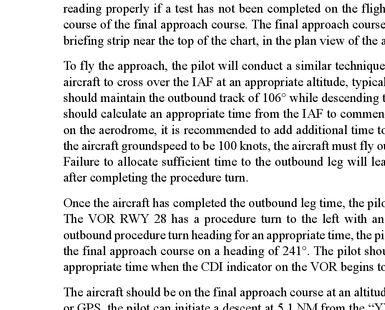 reading properly if a test has not been completed on the fligh
course of the final approach course. The final approach course
briefing strip near the top of the chart, in the plan view of the a
To fly the approach, the pilot will conduct a similar technique
aircraft to cross over the IAF at an appropriate altitude, typical
should maintain the outbound track of 106° while descending t
should calculate an appropriate time from the IAF to commen
on the aerodrome, it is recommended to add additional time to
the aircraft groundspeed to be 100 knots, the aircraft must fly ou
Failure to allocate sufficient time to the outbound leg will lea
after completing the procedure turn.
Once the aircraft has completed the outbound leg time, the pilo
The VOR RWY 28 has a procedure turn to the left with an
outbound procedure turn heading for an appropriate time, the pi
the final approach course on a heading of 241°. The pilot shou
appropriate time when the CDI indicator on the VOR begins to
The aircraft should be on the final approach course at an altitud
or GPS, the pilot can initiate a descent at 5.1 NM from the “Y